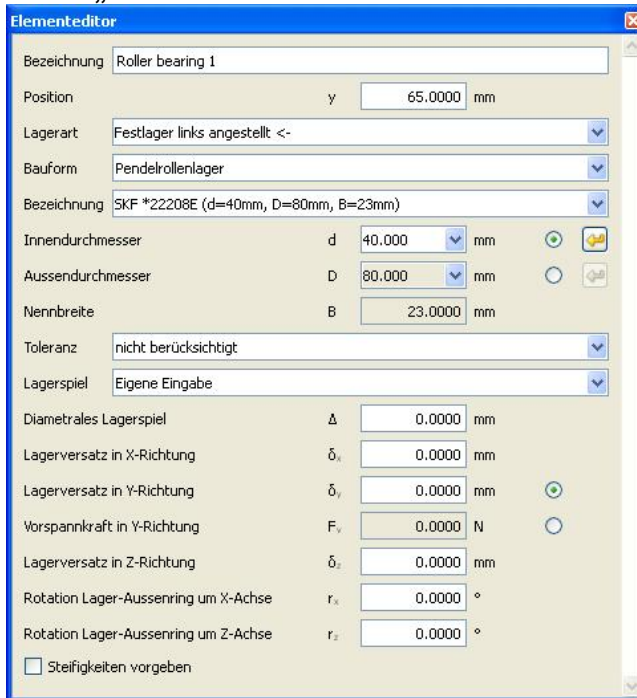 Elementeditor
Bezeichnung Roller bearing 1
Position y 65.0000 mm
Lagerart Festlager links angestellt <-
Bauform Pendelrollenlager
Bezeichnung SKF *22208E (d=40mm, D=80mm, B=23mm)
Innendurchmesser d 40.000 mm
Aussendurchmesser D 80.000 mm
Nennbreite B 23.0000 mm
Toleranz nicht berücksichtigt
Lagerspiel Eigene Eingabe
Diametrales Lagerspiel Δ 0.0000 mm
Lagerversatz in X-Richtung δx 0.0000 mm
Lagerversatz in Y-Richtung δy 0.0000 mm
Vorspannkraft in Y-Richtung Fy 0.0000 N
Lagerversatz in Z-Richtung δz 0.0000 mm
Rotation Lager-Aussenring um X-Achse rx 0.0000 °
Rotation Lager-Aussenring um Z-Achse rz 0.0000 °
Steifigkeiten vorgeben